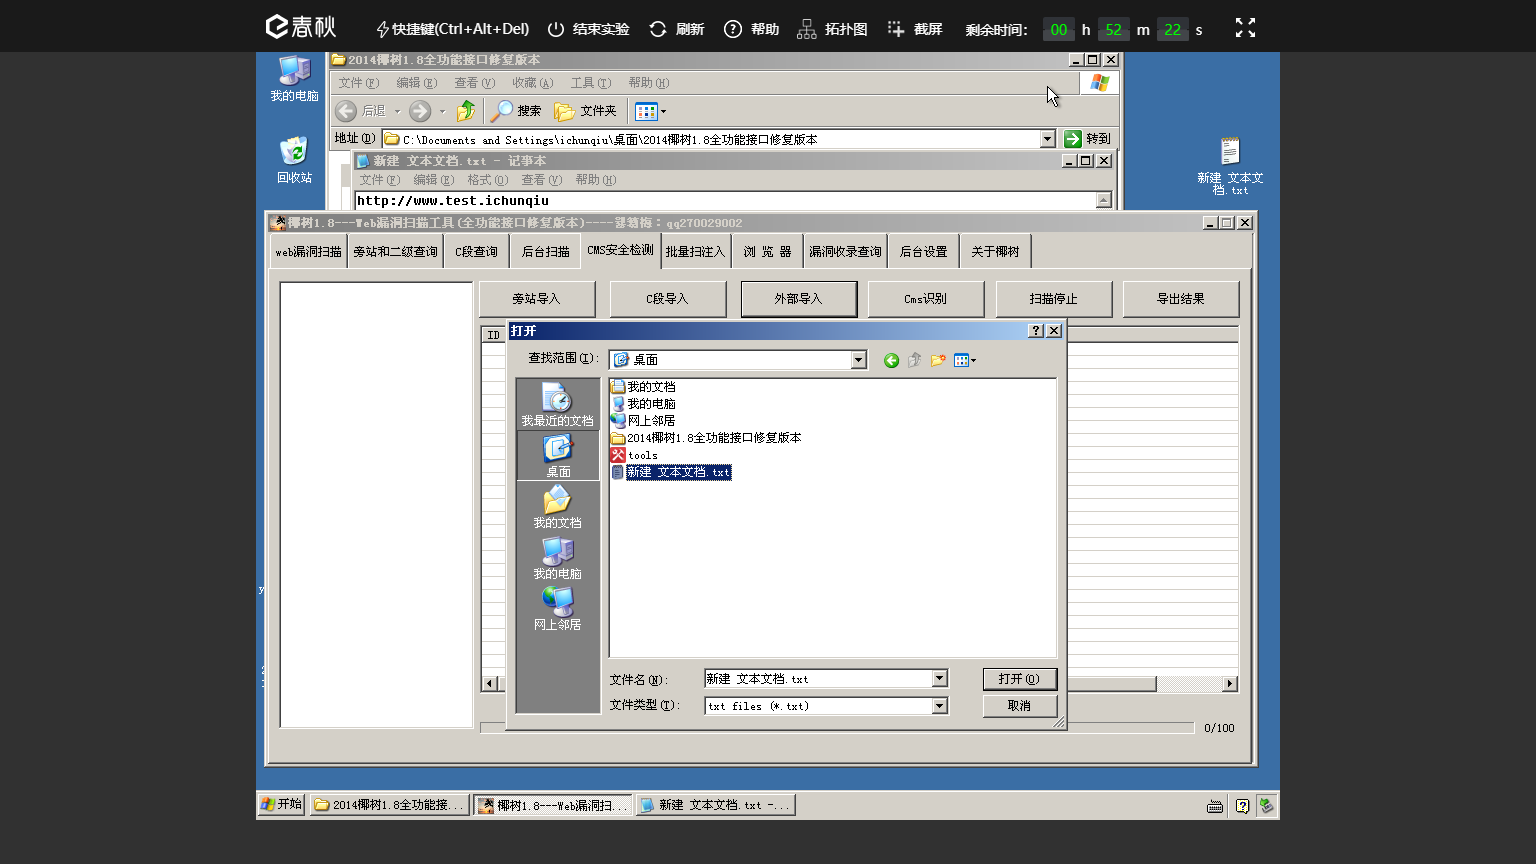 春秋
快捷键(Ctrl+Alt+Del)
结束实验
刷新
帮助
拓扑图
截屏
剩余时间：
00 h 52 m 22 s
我的电脑
回收站
新建 文本文
档.txt
2014椰树1.8全功能接口修复版本
文件(F) 编辑(E) 查看(V) 收藏(A) 工具(T) 帮助(H)
后退
搜索
文件夹
地址(D)
C:\Documents and Settings\ichunqiu\桌面\2014椰树1.8全功能接口修复版本
转到
新建 文本文档.txt - 记事本
文件(F) 编辑(E) 格式(O) 查看(V) 帮助(H)
http://www.test.ichunqiu
椰树1.8---Web漏洞扫描工具(全功能接口修复版本)----
qq270029002
web漏洞扫描
旁站和二级查询
C段查询
后台扫描
CMS安全检测
批量扫注入
浏 览 器
漏洞收录查询
后台设置
关于椰树
旁站导入
C段导入
外部导入
Cms识别
扫描停止
导出结果
ID
打开
查找范围(I):
桌面
我最近的文档
桌面
我的文档
我的电脑
网上邻居
我的文档
我的电脑
网上邻居
2014椰树1.8全功能接口修复版本
tools
新建 文本文档.txt
文件名(N):
新建 文本文档.txt
打开(O)
文件类型(T):
txt files (*.txt)
取消
0/100
开始
2014椰树1.8全功能接...
椰树1.8---Web漏洞扫...
新建 文本文档.txt -...